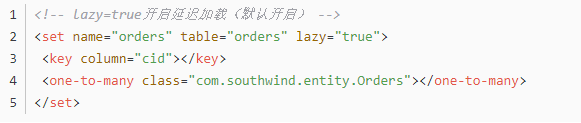 1 <!-- lazy=true开启延迟加载（默认开启） -->
2 <set name="orders" table="orders" lazy="true">
3  <key column="cid"></key>
4  <one-to-many class="com.southwind.entity.Orders"></one-to-many>
5 </set>